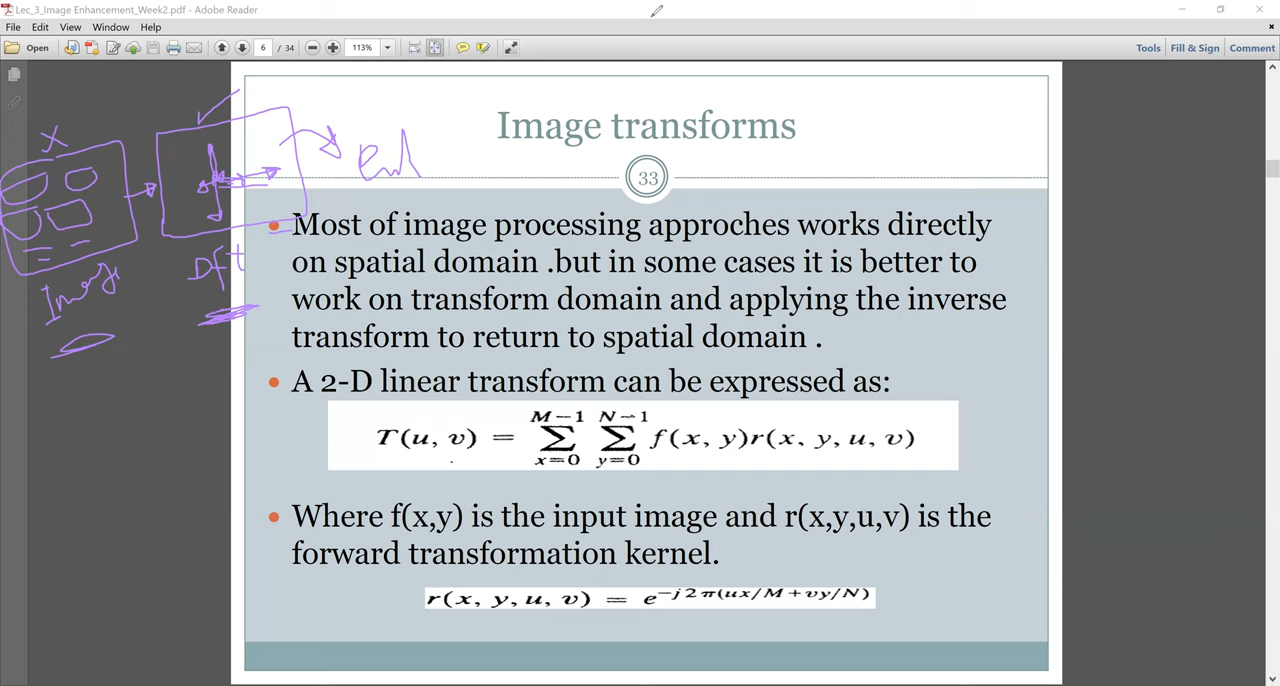 Lec_3_Image Enhancement_Week2.pdf - Adobe Reader
File Edit View Window Help
Open 6 / 34 113% Tools Fill & Sign Comment
Image transforms
33
X
Image
Dft
• Most of image processing approches works directly
on spatial domain .but in some cases it is better to
work on transform domain and applying the inverse
transform to return to spatial domain .
• A 2-D linear transform can be expressed as:
T(u, v) = ∑_{x=0}^{M−1} ∑_{y=0}^{N−1} f(x, y)r(x, y, u, v)
• Where f(x,y) is the input image and r(x,y,u,v) is the
forward transformation kernel.
r(x, y, u, v) = e^{−j2π(ux/M+vy/N)}